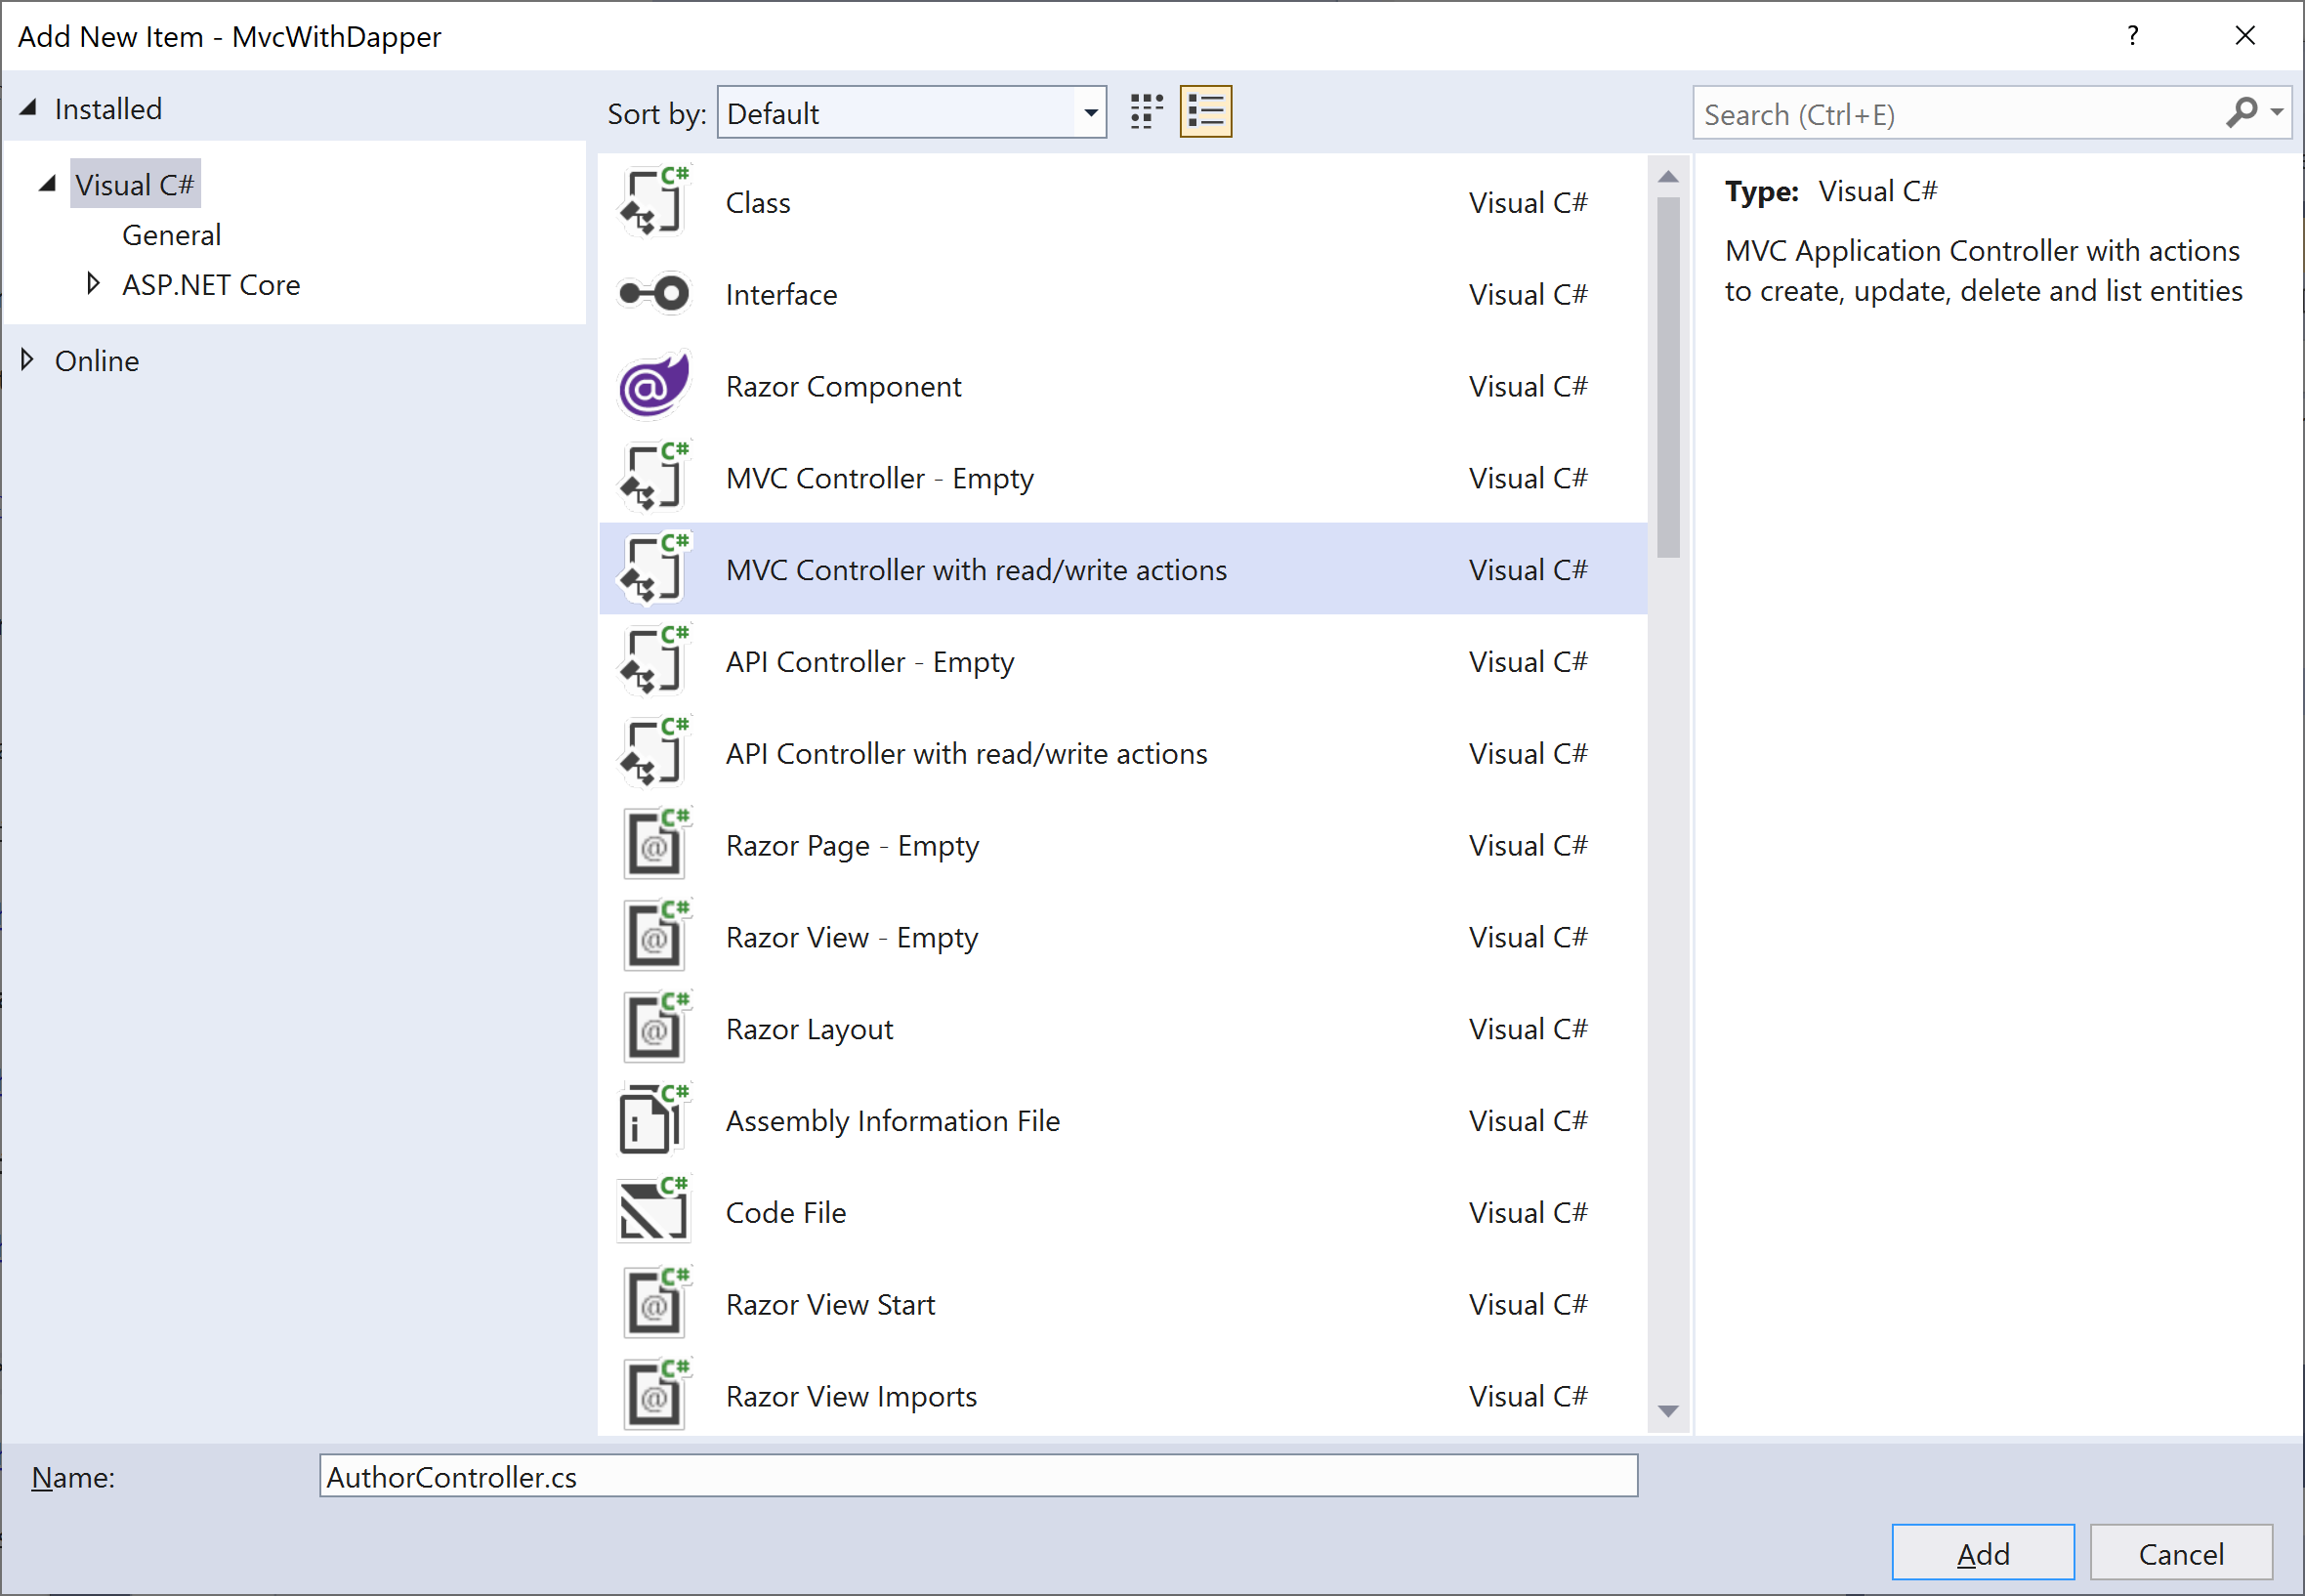 Add New Item - MvcWithDapper
?
Installed
Visual C#
General
ASP.NET Core
Online
Sort by: Default
Search (Ctrl+E)
Class Visual C#
Interface Visual C#
Razor Component Visual C#
MVC Controller - Empty Visual C#
MVC Controller with read/write actions Visual C#
API Controller - Empty Visual C#
API Controller with read/write actions Visual C#
Razor Page - Empty Visual C#
Razor View - Empty Visual C#
Razor Layout Visual C#
Assembly Information File Visual C#
Code File Visual C#
Razor View Start Visual C#
Razor View Imports Visual C#
Type: Visual C#
MVC Application Controller with actions
to create, update, delete and list entities
Name: AuthorController.cs
Add Cancel